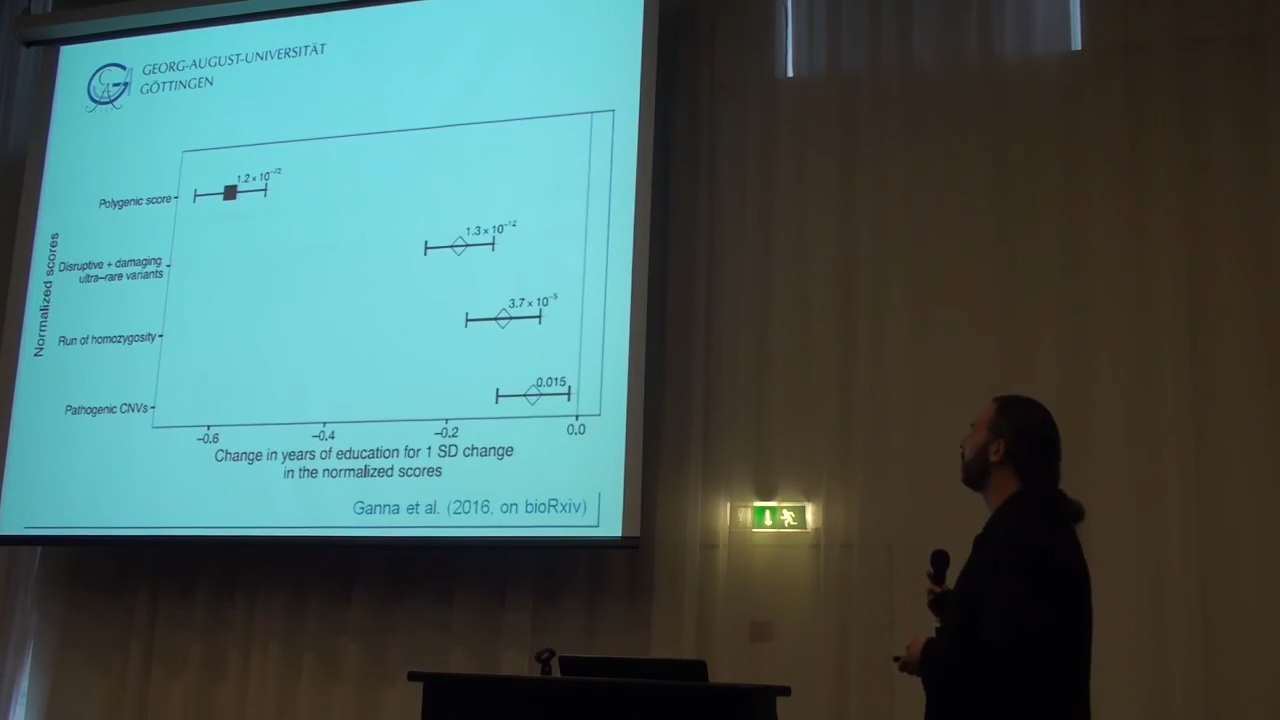 GEORG-AUGUST-UNIVERSITÄT
GÖTTINGEN
Normalized scores
Polygenic score
1.2 × 10⁻⁷²
Disruptive + damaging
ultra–rare variants
1.3 × 10⁻¹²
Run of homozygosity
3.7 × 10⁻⁵
Pathogenic CNVs
0.015
−0.6 −0.4 −0.2 0.0
Change in years of education for 1 SD change
in the normalized scores
Ganna et al. (2016, on bioRxiv)